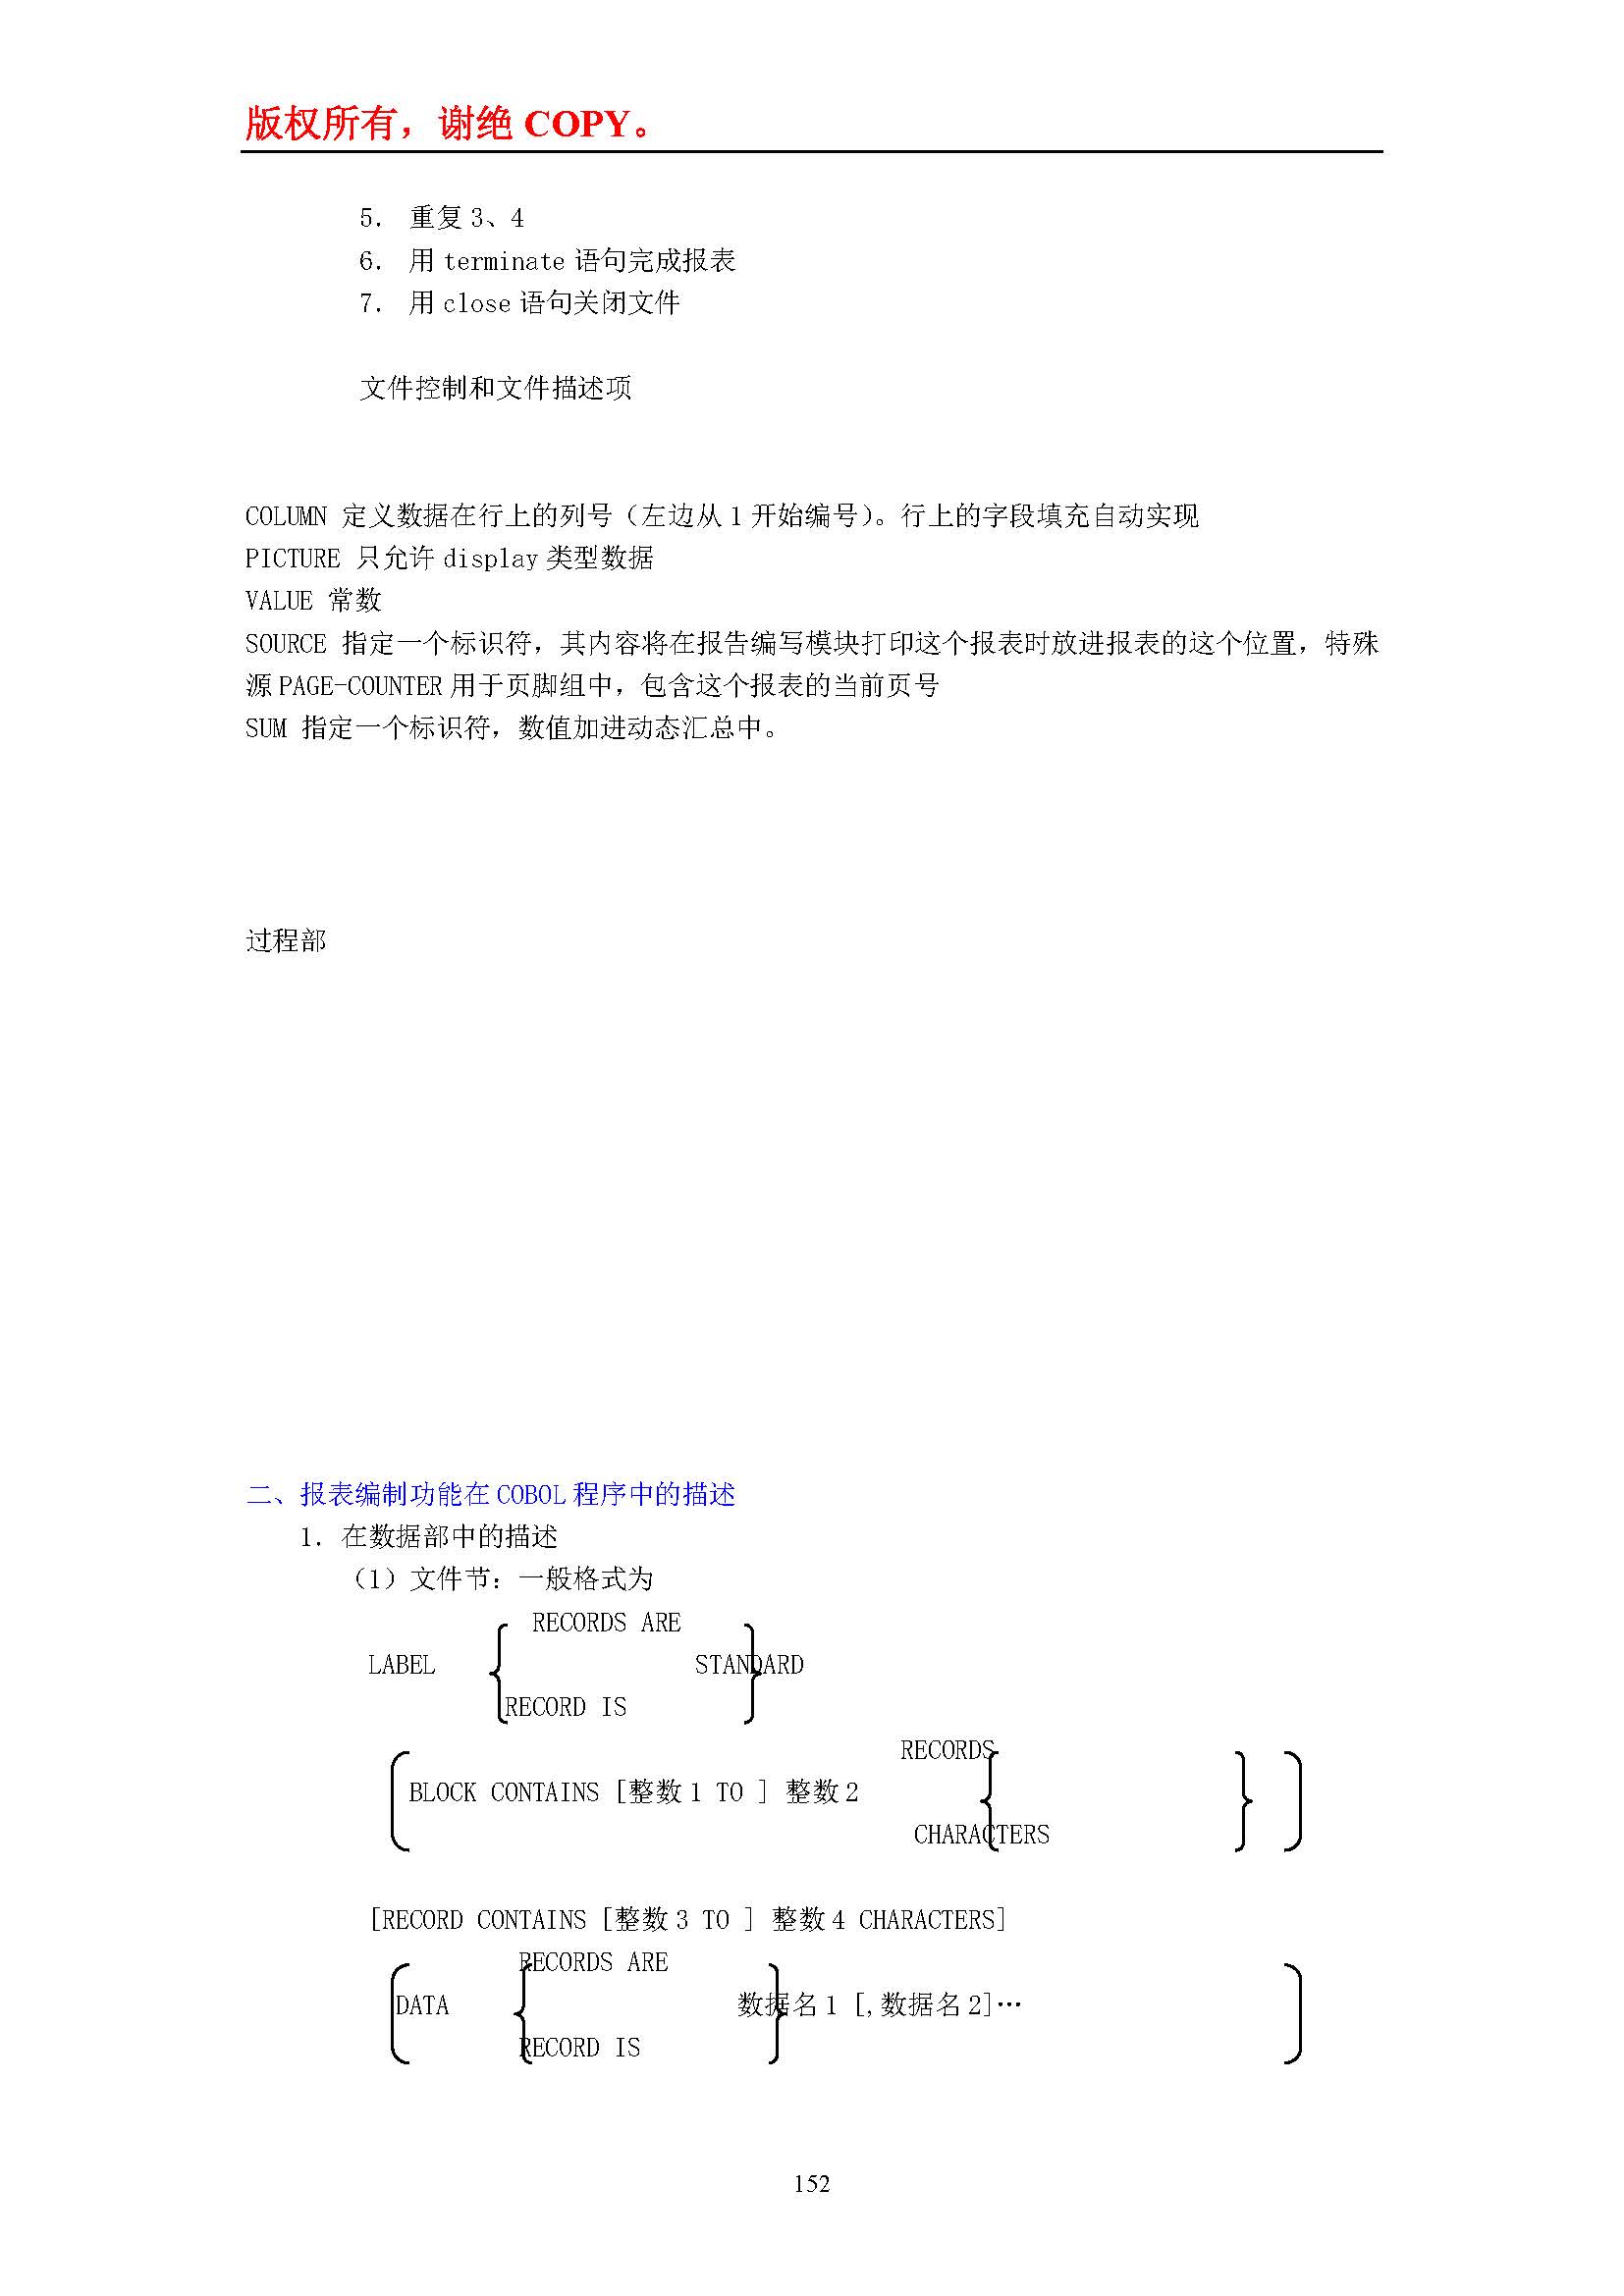 版权所有，谢绝 COPY。
5. 重复 3、4
6. 用 terminate 语句完成报表
7. 用 close 语句关闭文件
文件控制和文件描述项
COLUMN 定义数据在行上的列号（左边从 1 开始编号）。行上的字段填充自动实现
PICTURE 只允许 display 类型数据
VALUE 常数
SOURCE 指定一个标识符，其内容将在报告编写模块打印这个报表时放进报表的这个位置，特殊
源 PAGE-COUNTER 用于页脚组中，包含这个报表的当前页号
SUM 指定一个标识符，数值加进动态汇总中。
过程部
二、报表编制功能在 COBOL 程序中的描述
1. 在数据部中的描述
（1）文件节：一般格式为
RECORDS ARE
LABEL STANDARD
RECORD IS
RECORDS
BLOCK CONTAINS [整数 1 TO ] 整数 2
CHARACTERS
[RECORD CONTAINS [整数 3 TO ] 整数 4 CHARACTERS]
RECORDS ARE
DATA 数据名 1 [,数据名 2]…
RECORD IS
152